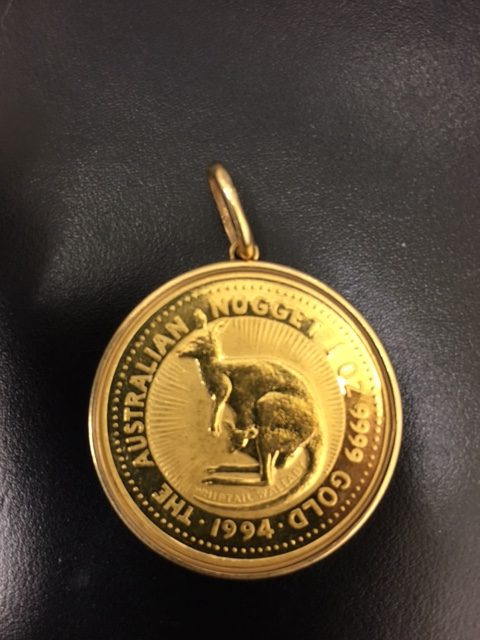 THE AUSTRALIAN NUGGET 1 OZ 9999 GOLD
· 1994 ·
WHIPTAIL WALLABY